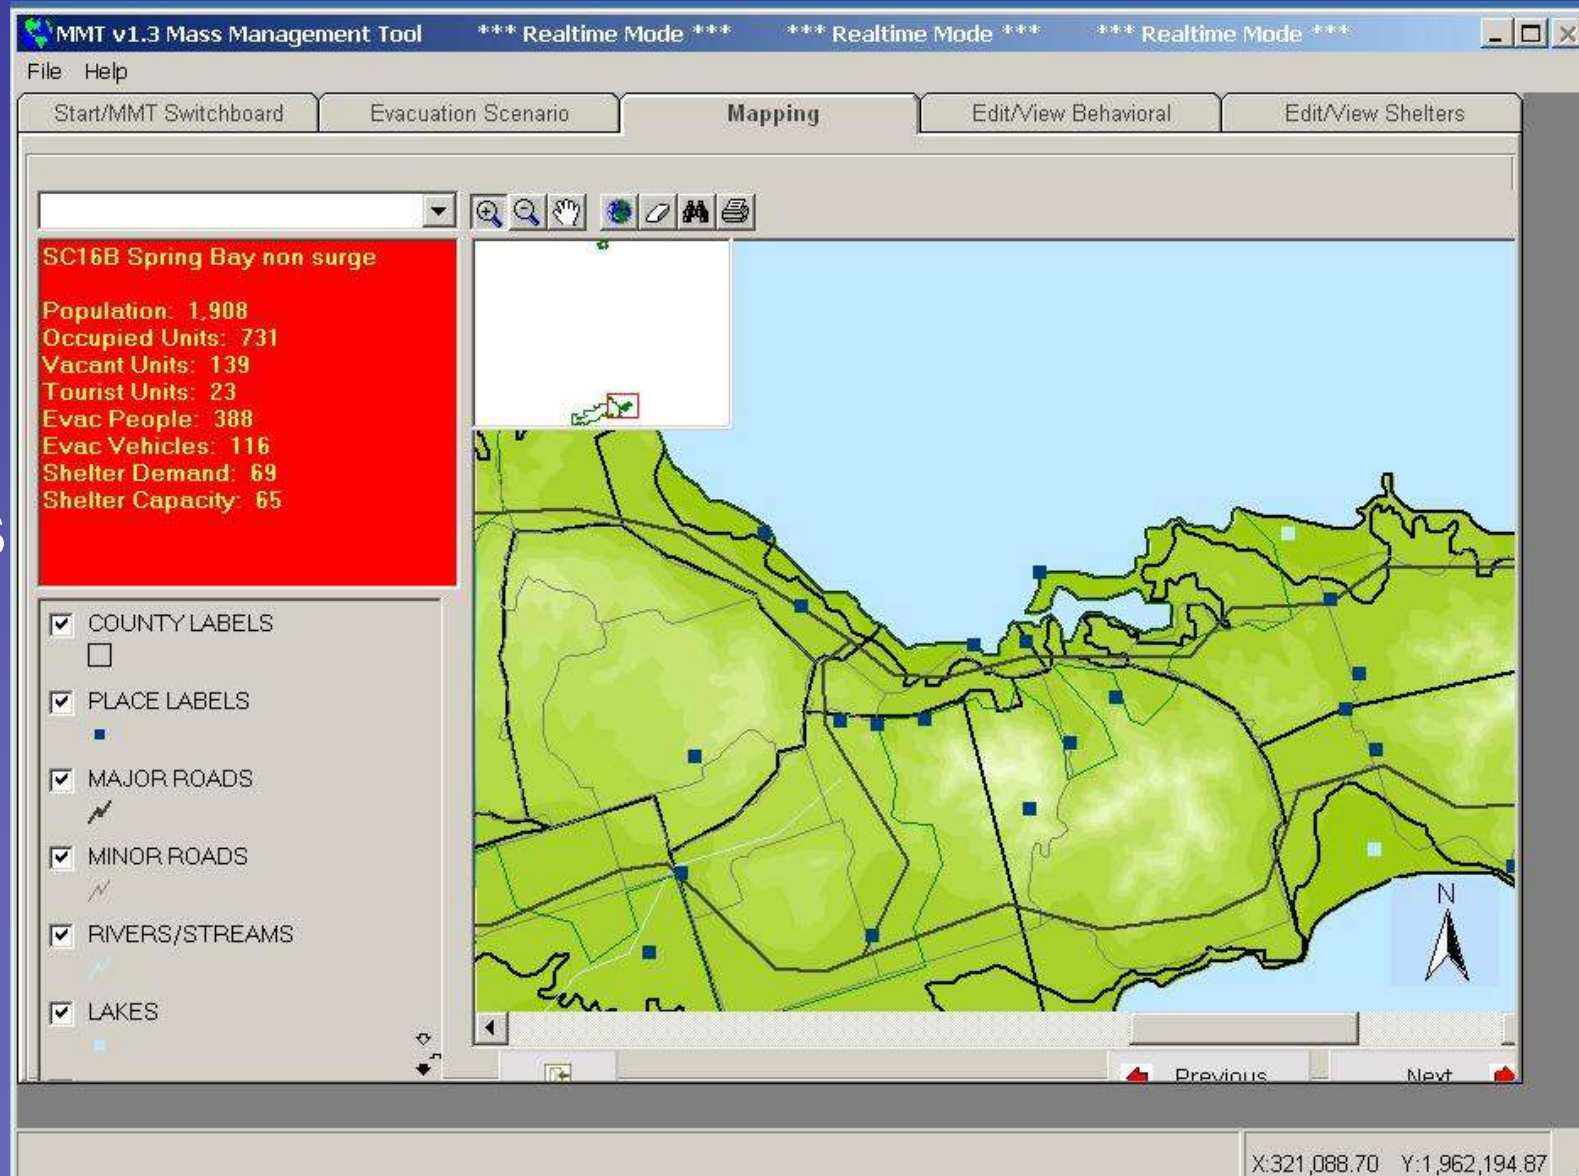 MMT v1.3 Mass Management Tool *** Realtime Mode *** *** Realtime Mode *** *** Realtime Mode ***
File Help
Start/MMT Switchboard Evacuation Scenario Mapping Edit/View Behavioral Edit/View Shelters
SC16B Spring Bay non surge
Population: 1,908
Occupied Units: 731
Vacant Units: 139
Tourist Units: 23
Evac People: 388
Evac Vehicles: 116
Shelter Demand: 69
Shelter Capacity: 65
s
COUNTY LABELS
PLACE LABELS
MAJOR ROADS
MINOR ROADS
RIVERS/STREAMS
LAKES
N
Previous Next
X:321,088.70 Y:1,962,194.87